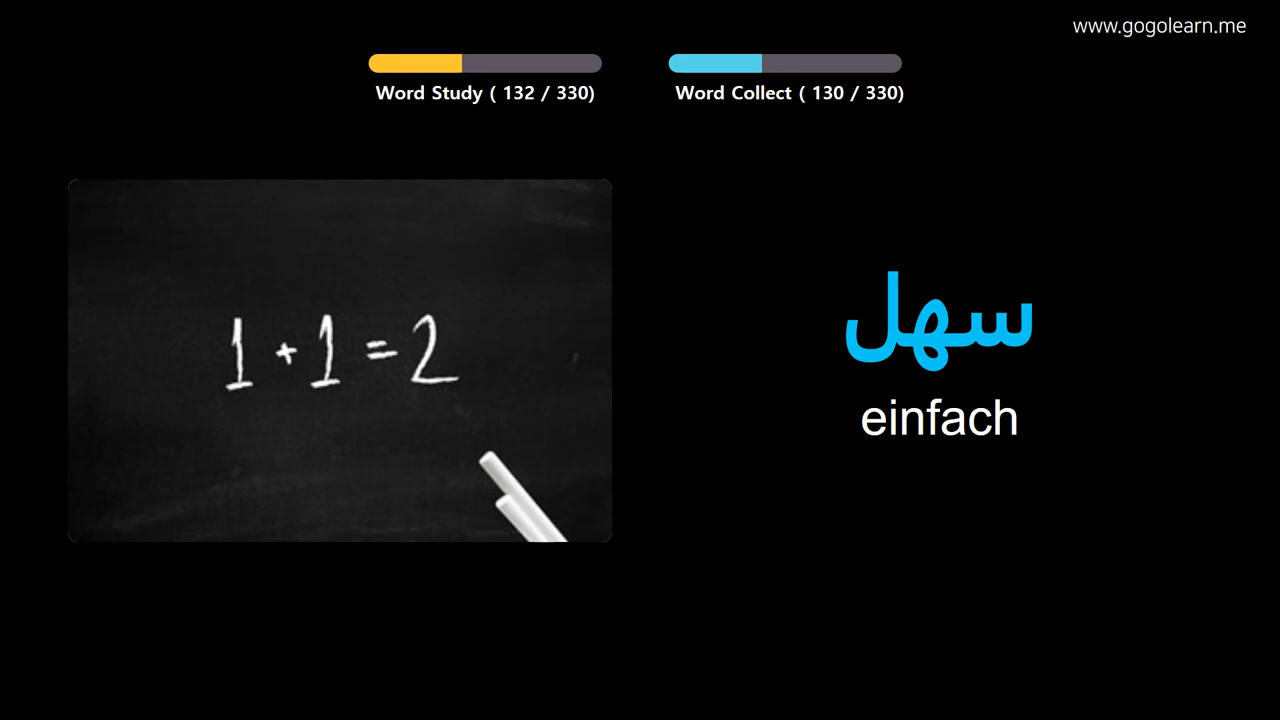 www.gogolearn.me
Word Study ( 132 / 330)
Word Collect ( 130 / 330)
1 + 1 = 2
سهل
einfach